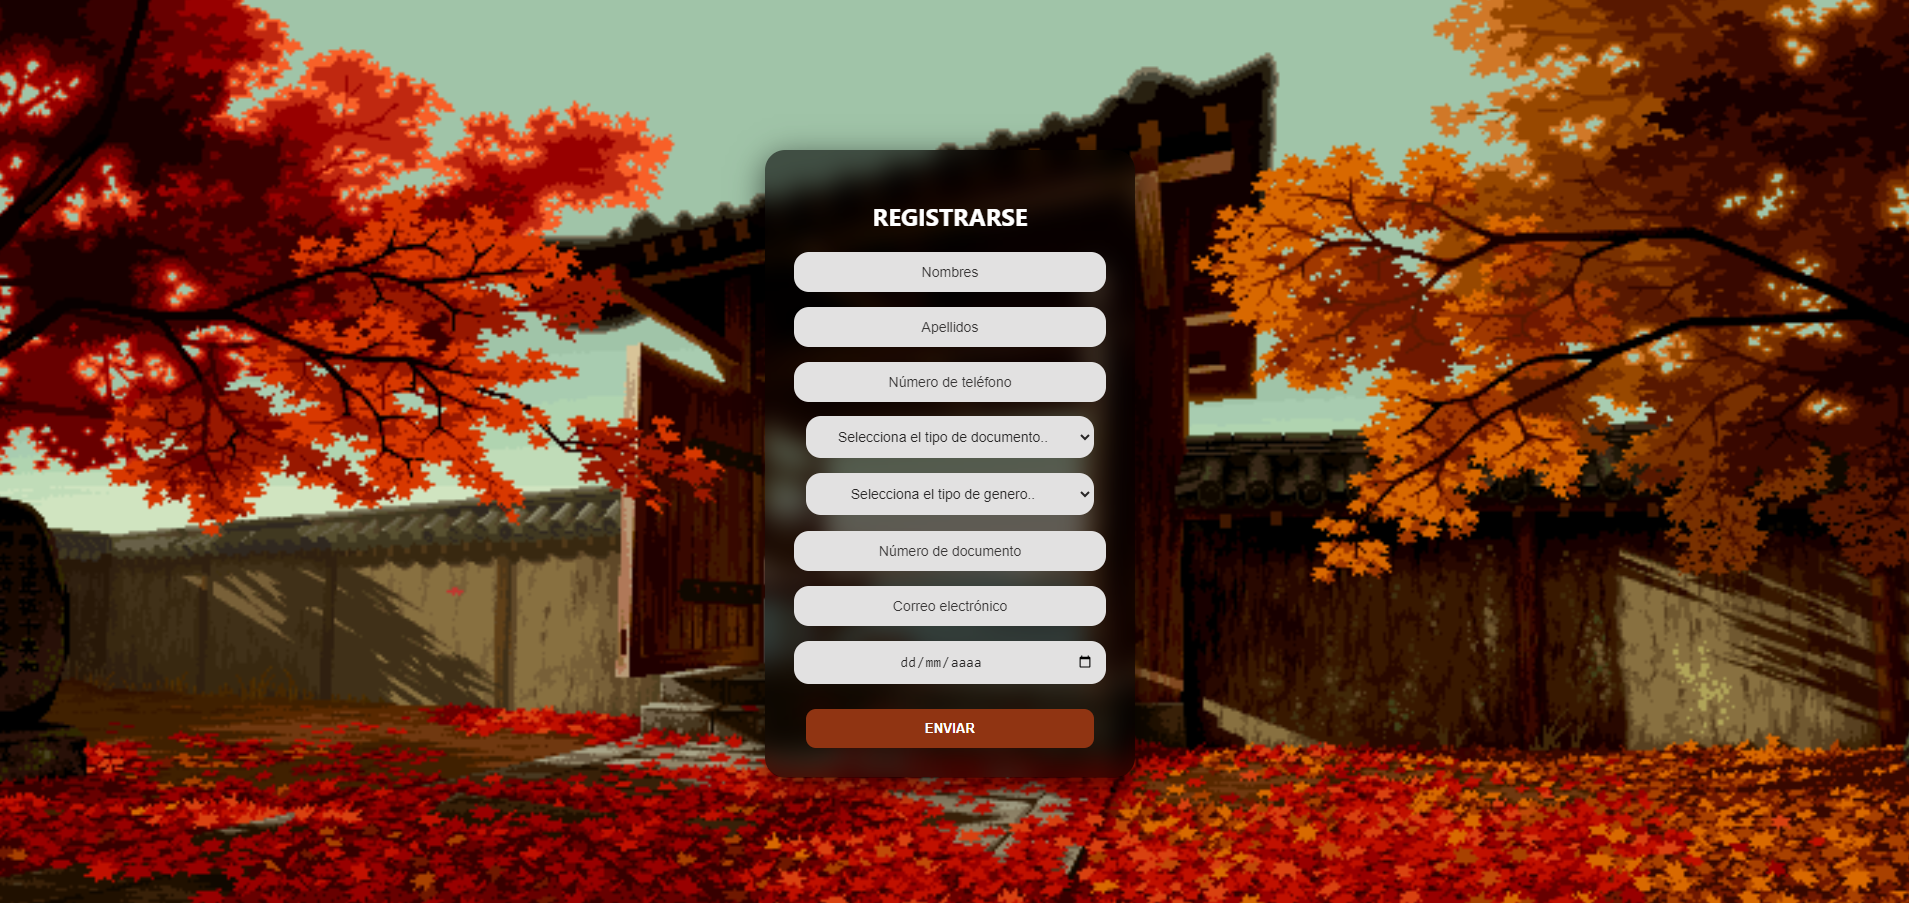 REGISTRARSE
Nombres
Apellidos
Número de teléfono
Selecciona el tipo de documento..
Selecciona el tipo de genero..
Número de documento
Correo electrónico
dd/mm/aaaa
ENVIAR